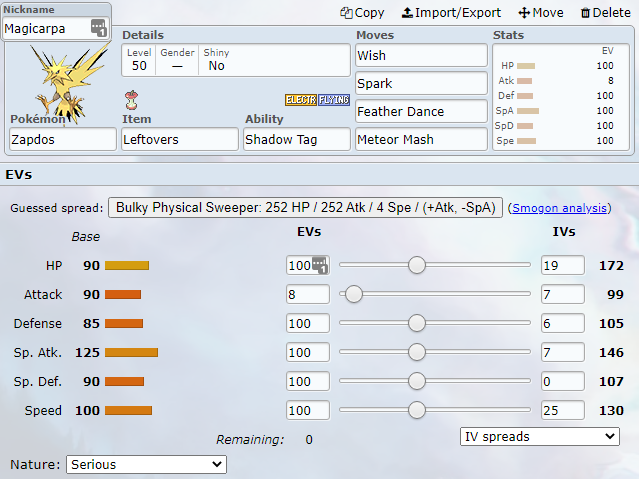 Nickname
Copy Import/Export Move Delete
Magicarpa
Details Moves Stats
Level Gender Shiny
50 — No
Wish
EV
HP 100
Spark
Atk 8
Def 100
ELECTR FLYING
Feather Dance
SpA 100
SpD 100
Pokémon Item Ability
Spe 100
Zapdos Leftovers Shadow Tag Meteor Mash
EVs
Guessed spread: Bulky Physical Sweeper: 252 HP / 252 Atk / 4 Spe / (+Atk, -SpA) (Smogon analysis)
Base EVs IVs
HP 90 100 19 172
Attack 90 8 7 99
Defense 85 100 6 105
Sp. Atk. 125 100 7 146
Sp. Def. 90 100 0 107
Speed 100 100 25 130
Remaining: 0 IV spreads
Nature: Serious